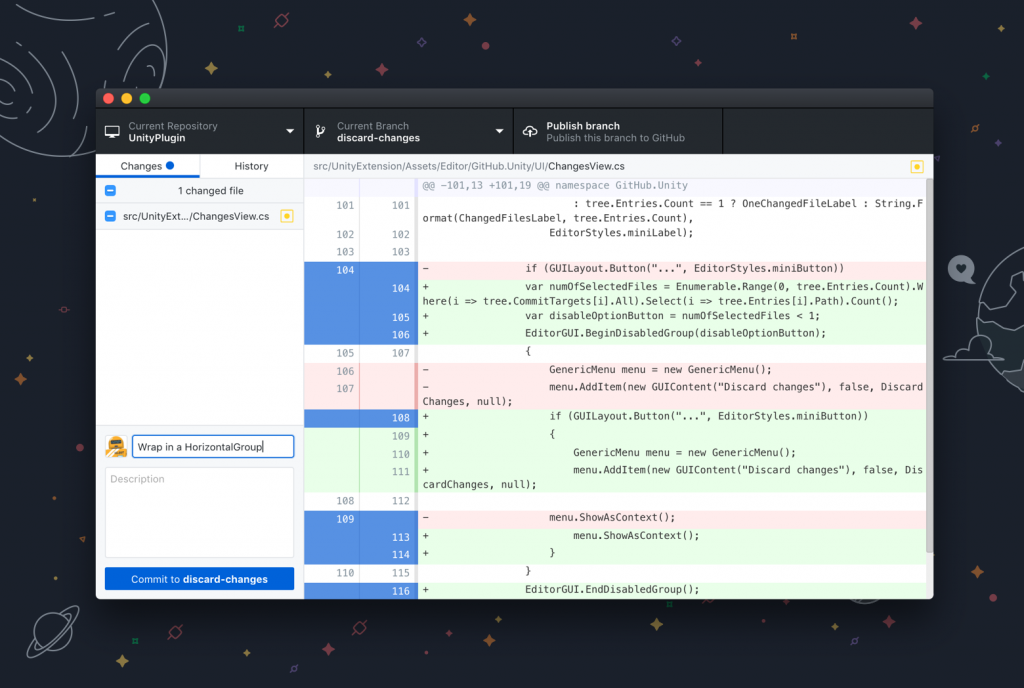 Current Repository
UnityPlugin
Current Branch
discard-changes
Publish branch
Publish this branch to GitHub
Changes
History
src/UnityExtension/Assets/Editor/GitHub.Unity/UI/ChangesView.cs
1 changed file
src/UnityExt.../ChangesView.cs
@@ -101,13 +101,19 @@ namespace GitHub.Unity
101 101 : tree.Entries.Count == 1 ? OneChangedFileLabel : String.F
ormat(ChangedFilesLabel, tree.Entries.Count),
102 102 EditorStyles.miniLabel);
103 103
104 - if (GUILayout.Button("...", EditorStyles.miniButton))
104 + var numOfSelectedFiles = Enumerable.Range(0, tree.Entries.Count).W
here(i => tree.CommitTargets[i].All).Select(i => tree.Entries[i].Path).Count();
105 + var disableOptionButton = numOfSelectedFiles < 1;
106 + EditorGUI.BeginDisabledGroup(disableOptionButton);
105 107 {
106 - GenericMenu menu = new GenericMenu();
107 - menu.AddItem(new GUIContent("Discard changes"), false, Discard
Changes, null);
108 + if (GUILayout.Button("...", EditorStyles.miniButton))
109 + {
110 + GenericMenu menu = new GenericMenu();
111 + menu.AddItem(new GUIContent("Discard changes"), false, Dis
cardChanges, null);
108 112
109 - menu.ShowAsContext();
113 + menu.ShowAsContext();
114 + }
110 115 }
116 + EditorGUI.EndDisabledGroup();
Wrap in a HorizontalGroup
Description
Commit to discard-changes